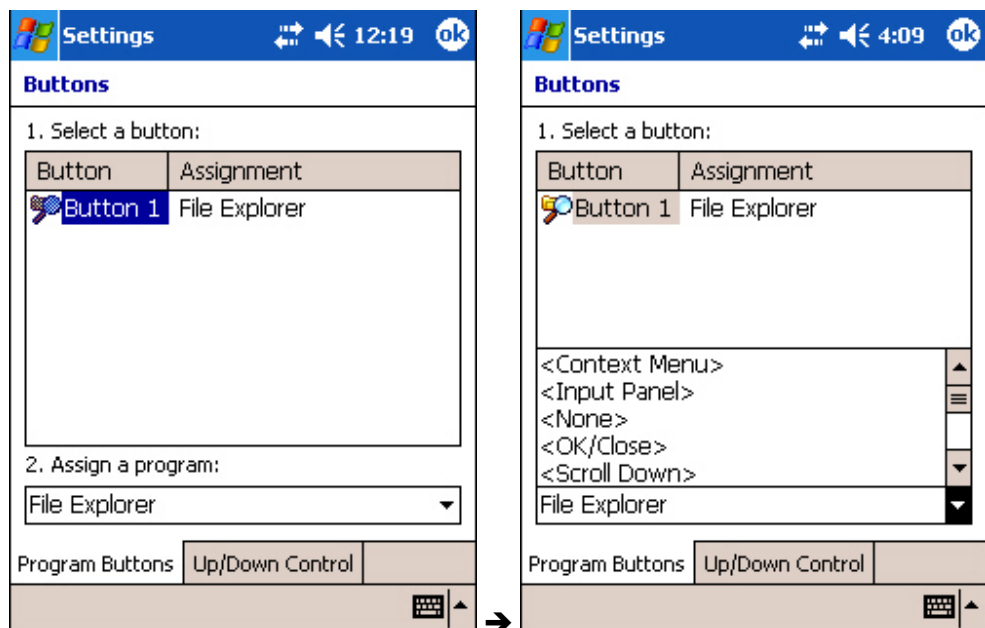 Settings 12:19 ok
Buttons
1. Select a button:
Button Assignment
Button 1 File Explorer
2. Assign a program:
File Explorer
Program Buttons Up/Down Control
Settings 4:09 ok
Buttons
1. Select a button:
Button Assignment
Button 1 File Explorer
<Context Menu>
<Input Panel>
<None>
<OK/Close>
<Scroll Down>
File Explorer
Program Buttons Up/Down Control